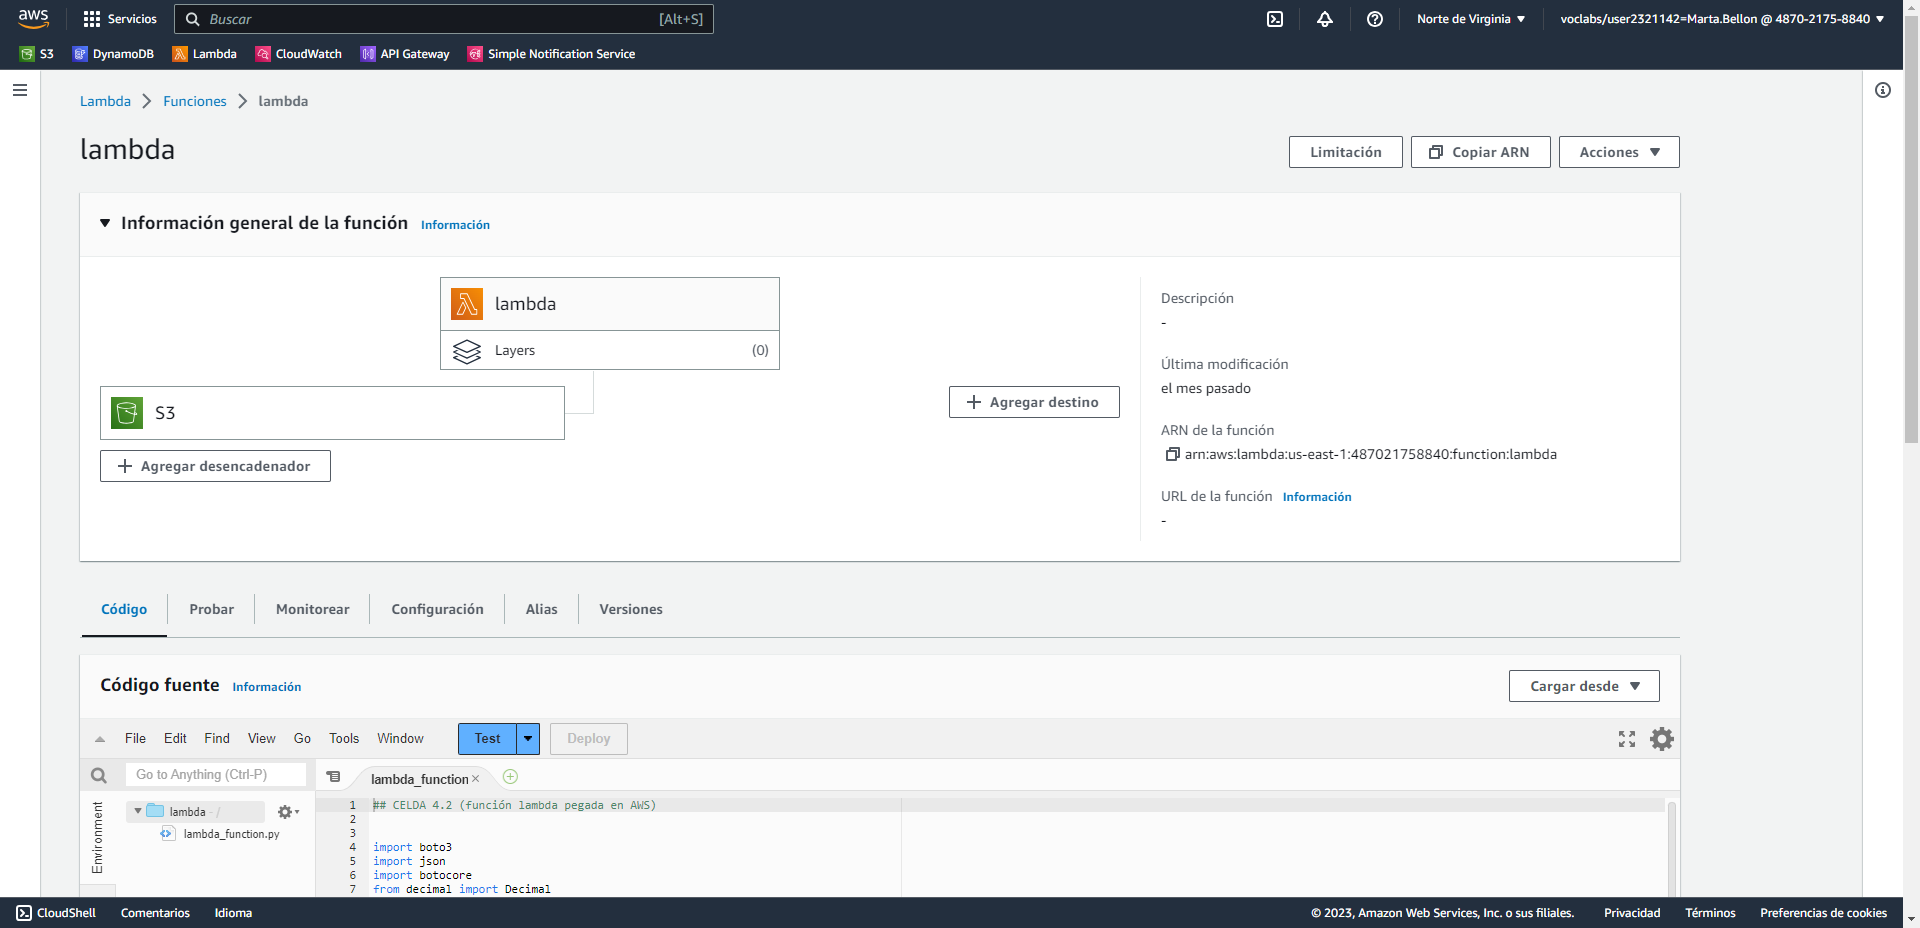 aws
Servicios
Buscar
[Alt+S]
Norte de Virginia
voclabs/user2321142=Marta.Bellon @ 4870-2175-8840
S3
DynamoDB
Lambda
CloudWatch
API Gateway
Simple Notification Service
Lambda
Funciones
lambda
lambda
Limitación
Copiar ARN
Acciones
Información general de la función
Información
lambda
Layers
(0)
S3
Agregar desencadenador
Agregar destino
Descripción
-
Última modificación
el mes pasado
ARN de la función
arn:aws:lambda:us-east-1:487021758840:function:lambda
URL de la función
Información
-
Código
Probar
Monitorear
Configuración
Alias
Versiones
Código fuente
Información
Cargar desde
File
Edit
Find
View
Go
Tools
Window
Test
Deploy
Go to Anything (Ctrl-P)
lambda_function
Environment
lambda - /
lambda_function.py
1 ## CELDA 4.2 (función lambda pegada en AWS)
2
3
4 import boto3
5 import json
6 import botocore
7 from decimal import Decimal
CloudShell
Comentarios
Idioma
© 2023, Amazon Web Services, Inc. o sus filiales.
Privacidad
Términos
Preferencias de cookies